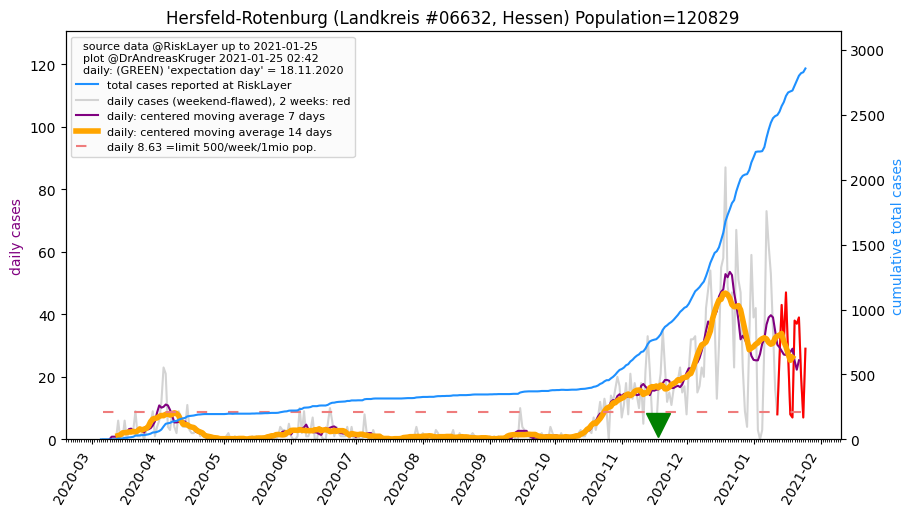 Hersfeld-Rotenburg (Landkreis #06632, Hessen) Population=120829
source data @RiskLayer up to 2021-01-25
plot @DrAndreasKruger 2021-01-25 02:42
daily: (GREEN) 'expectation day' = 18.11.2020
total cases reported at RiskLayer
daily cases (weekend-flawed), 2 weeks: red
daily: centered moving average 7 days
daily: centered moving average 14 days
daily 8.63 =limit 500/week/1mio pop.
daily cases
120
100
80
60
40
20
0
cumulative total cases
3000
2500
2000
1500
1000
500
0
2020-03
2020-04
2020-05
2020-06
2020-07
2020-08
2020-09
2020-10
2020-11
2020-12
2021-01
2021-02